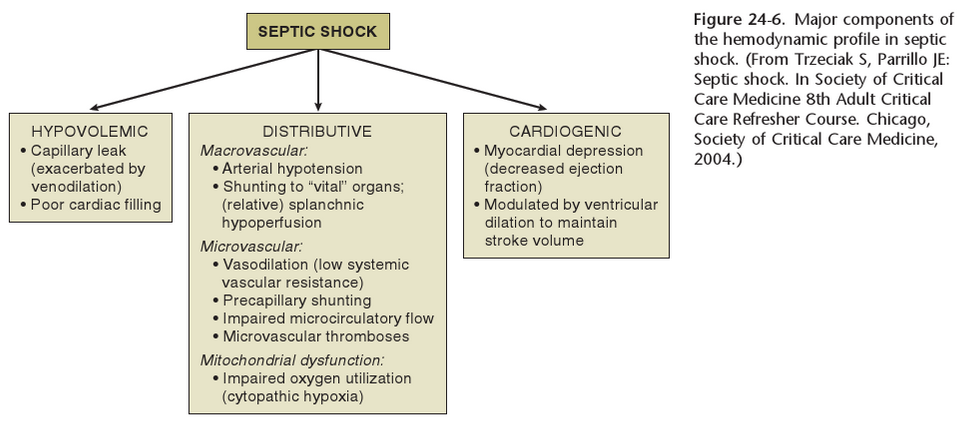 SEPTIC SHOCK
HYPOVOLEMIC
• Capillary leak
(exacerbated by
venodilation)
• Poor cardiac filling
DISTRIBUTIVE
Macrovascular:
• Arterial hypotension
• Shunting to “vital” organs;
(relative) splanchnic
hypoperfusion
Microvascular:
• Vasodilation (low systemic
vascular resistance)
• Precapillary shunting
• Impaired microcirculatory flow
• Microvascular thromboses
Mitochondrial dysfunction:
• Impaired oxygen utilization
(cytopathic hypoxia)
CARDIOGENIC
• Myocardial depression
(decreased ejection
fraction)
• Modulated by ventricular
dilation to maintain
stroke volume
Figure 24-6. Major components of
the hemodynamic profile in septic
shock. (From Trzeciak S, Parrillo JE:
Septic shock. In Society of Critical
Care Medicine 8th Adult Critical
Care Refresher Course. Chicago,
Society of Critical Care Medicine,
2004.)